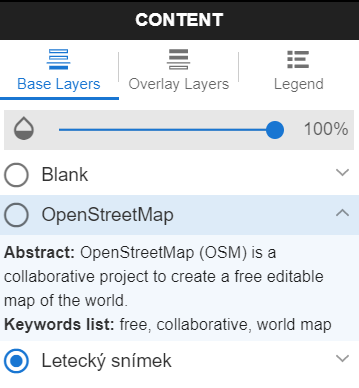 CONTENT
Base Layers Overlay Layers Legend
100%
Blank
OpenStreetMap
Abstract: OpenStreetMap (OSM) is a
collaborative project to create a free editable
map of the world.
Keywords list: free, collaborative, world map
Letecký snímek